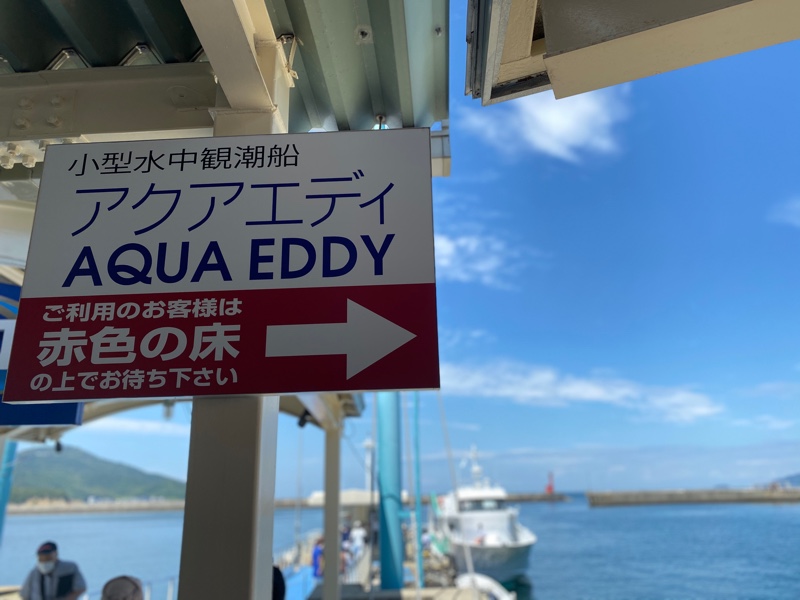 小型水中観潮船
アクアエディ
AQUA EDDY
ご利用のお客様は
赤色の床
の上でお待ち下さい